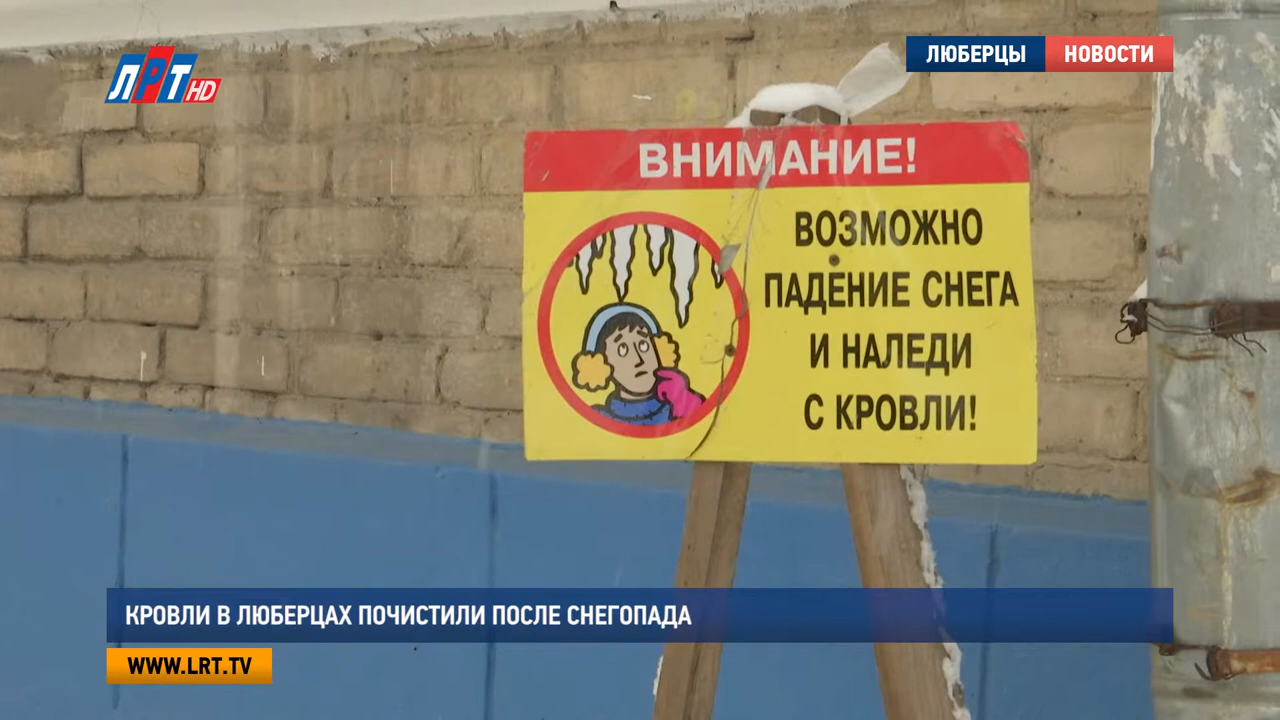 ЛРТ HD
ЛЮБЕРЦЫ НОВОСТИ
ВНИМАНИЕ!
ВОЗМОЖНО
ПАДЕНИЕ СНЕГА
И НАЛЕДИ
С КРОВЛИ!
КРОВЛИ В ЛЮБЕРЦАХ ПОЧИСТИЛИ ПОСЛЕ СНЕГОПАДА
WWW.LRT.TV